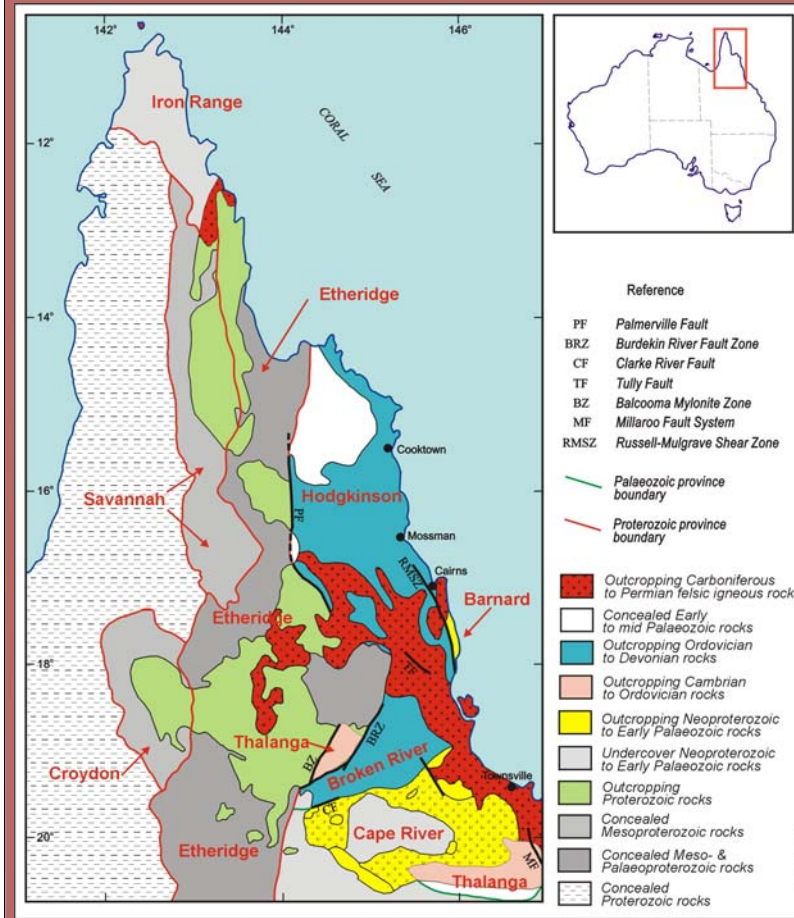 142°
144°
146°
12°
14°
16°
18°
20°
Iron Range
CORAL
SEA
Etheridge
Savannah
Hodgkinson
Cooktown
Mossman
Cairns
RMSZ
PF
Barnard
Etheridge
TF
Thalanga
BRZ
BZ
Broken River
Croydon
Townsville
CF
Cape River
Etheridge
MF
Thalanga
Reference
PF Palmerville Fault
BRZ Burdekin River Fault Zone
CF Clarke River Fault
TF Tully Fault
BZ Balcooma Mylonite Zone
MF Millaroo Fault System
RMSZ Russell-Mulgrave Shear Zone
Palaeozoic province
boundary
Proterozoic province
boundary
Outcropping Carboniferous
to Permian felsic igneous rock
Concealed Early
to mid Palaeozoic rocks
Outcropping Ordovician
to Devonian rocks
Outcropping Cambrian
to Ordovician rocks
Outcropping Neoproterozoic
to Early Palaeozoic rocks
Undercover Neoproterozoic
to Early Palaeozoic rocks
Outcropping
Proterozoic rocks
Concealed
Mesoproterozoic rocks
Concealed Meso- &
Palaeoproterozoic rocks
Concealed
Proterozoic rocks